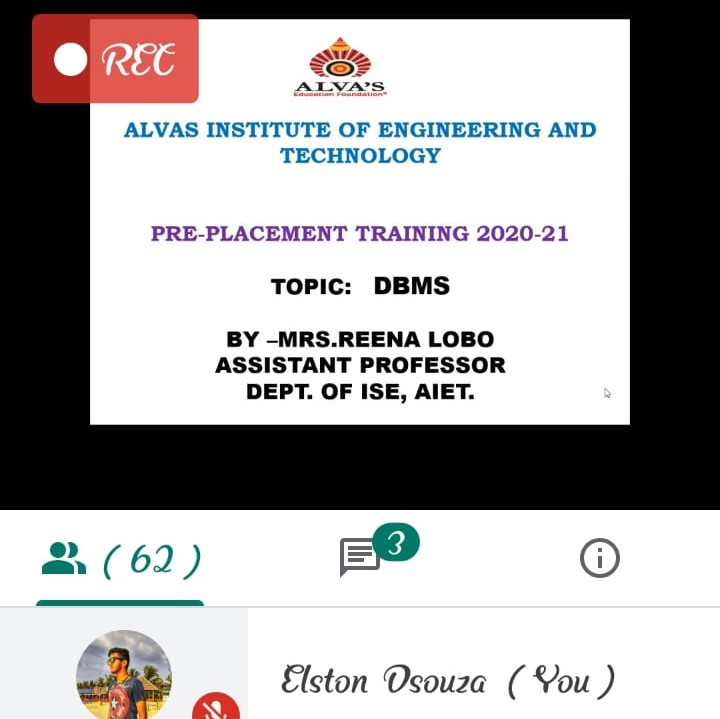 REC
ALVA'S
Education Foundation®
ALVAS INSTITUTE OF ENGINEERING AND
TECHNOLOGY
PRE-PLACEMENT TRAINING 2020-21
TOPIC: DBMS
BY –MRS.REENA LOBO
ASSISTANT PROFESSOR
DEPT. OF ISE, AIET.
(62)
3
Elston Dsouza (You)